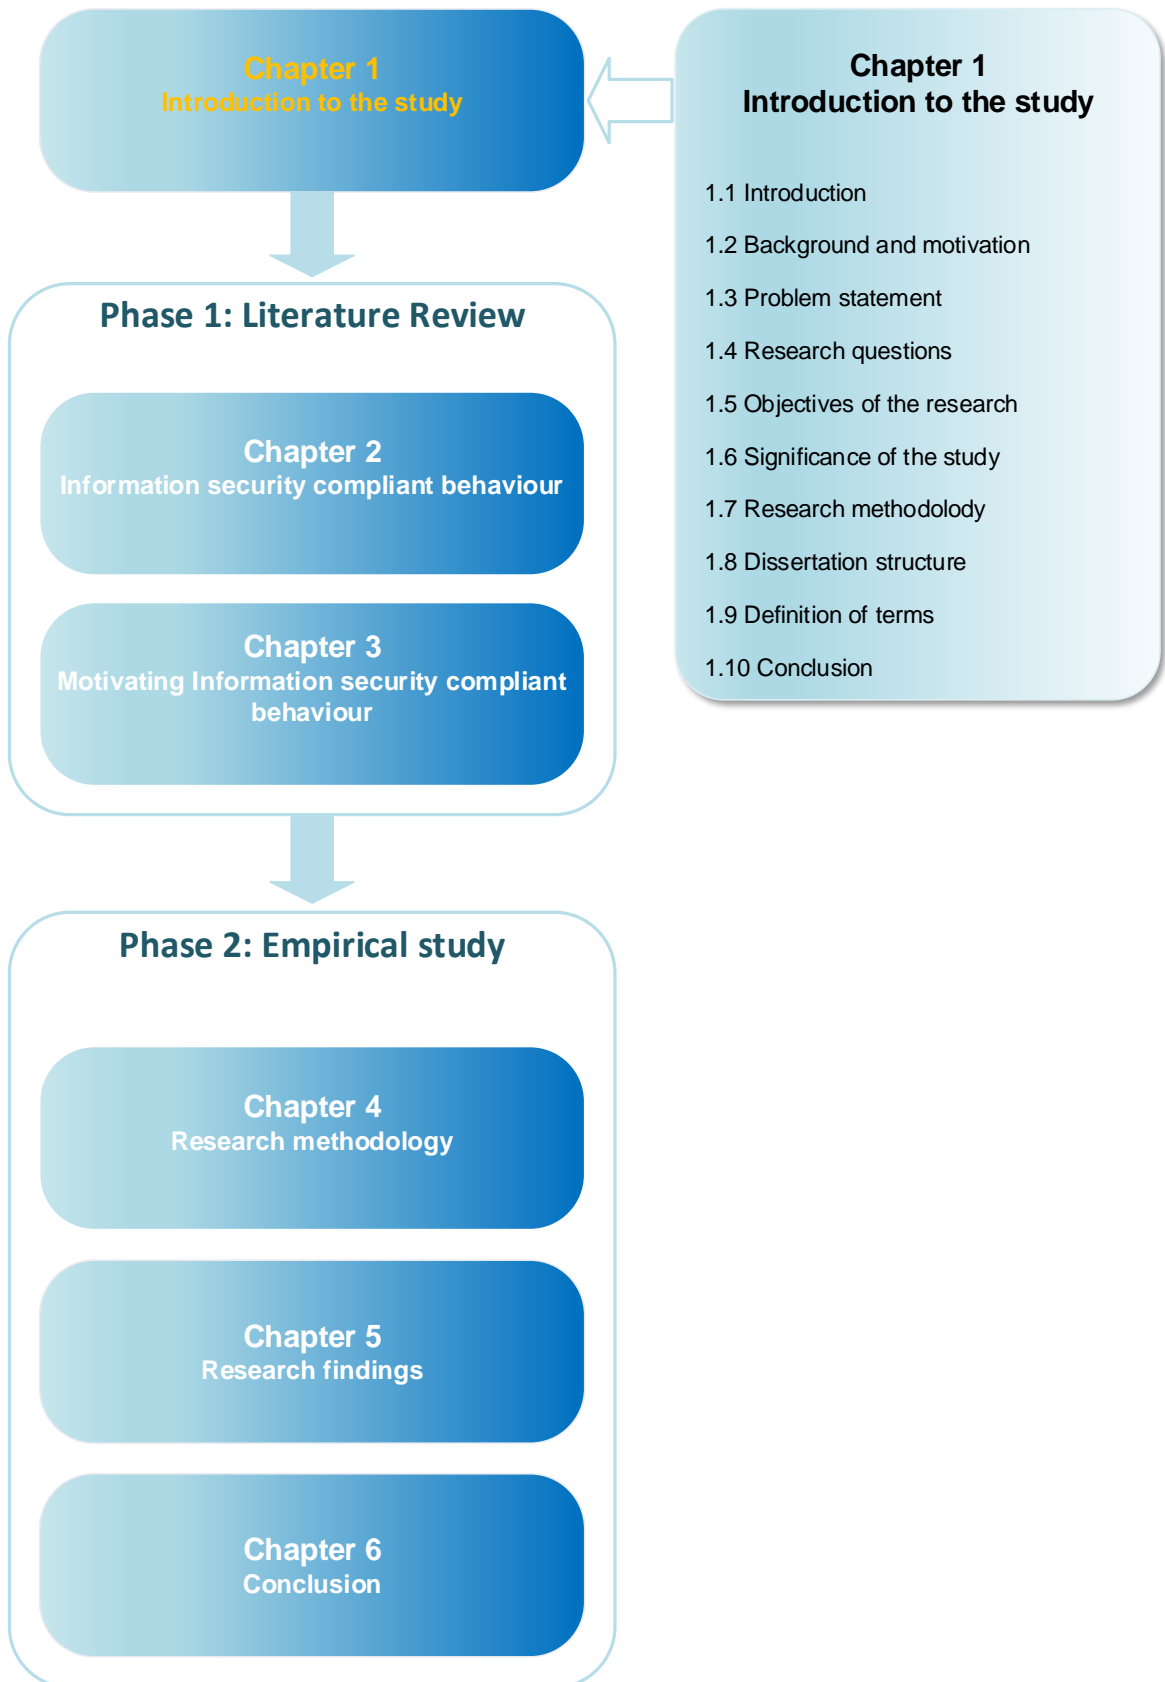 Chapter 1
Introduction to the study
Chapter 1
Introduction to the study
1.1 Introduction
1.2 Background and motivation
1.3 Problem statement
1.4 Research questions
1.5 Objectives of the research
1.6 Significance of the study
1.7 Research methodolody
1.8 Dissertation structure
1.9 Definition of terms
1.10 Conclusion
Phase 1: Literature Review
Chapter 2
Information security compliant behaviour
Chapter 3
Motivating Information security compliant
behaviour
Phase 2: Empirical study
Chapter 4
Research methodology
Chapter 5
Research findings
Chapter 6
Conclusion